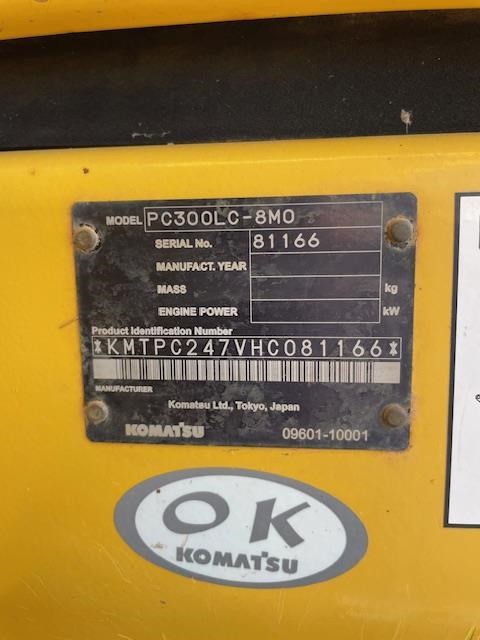 MODEL PC300LC-8M0
SERIAL No. 81166
MANUFACT. YEAR
MASS kg
ENGINE POWER kW
Product Identification Number
*KMTPC247VHC081166*
MANUFACTURER
Komatsu Ltd., Tokyo, Japan
KOMATSU 09601-10001
OK
KOMATSU